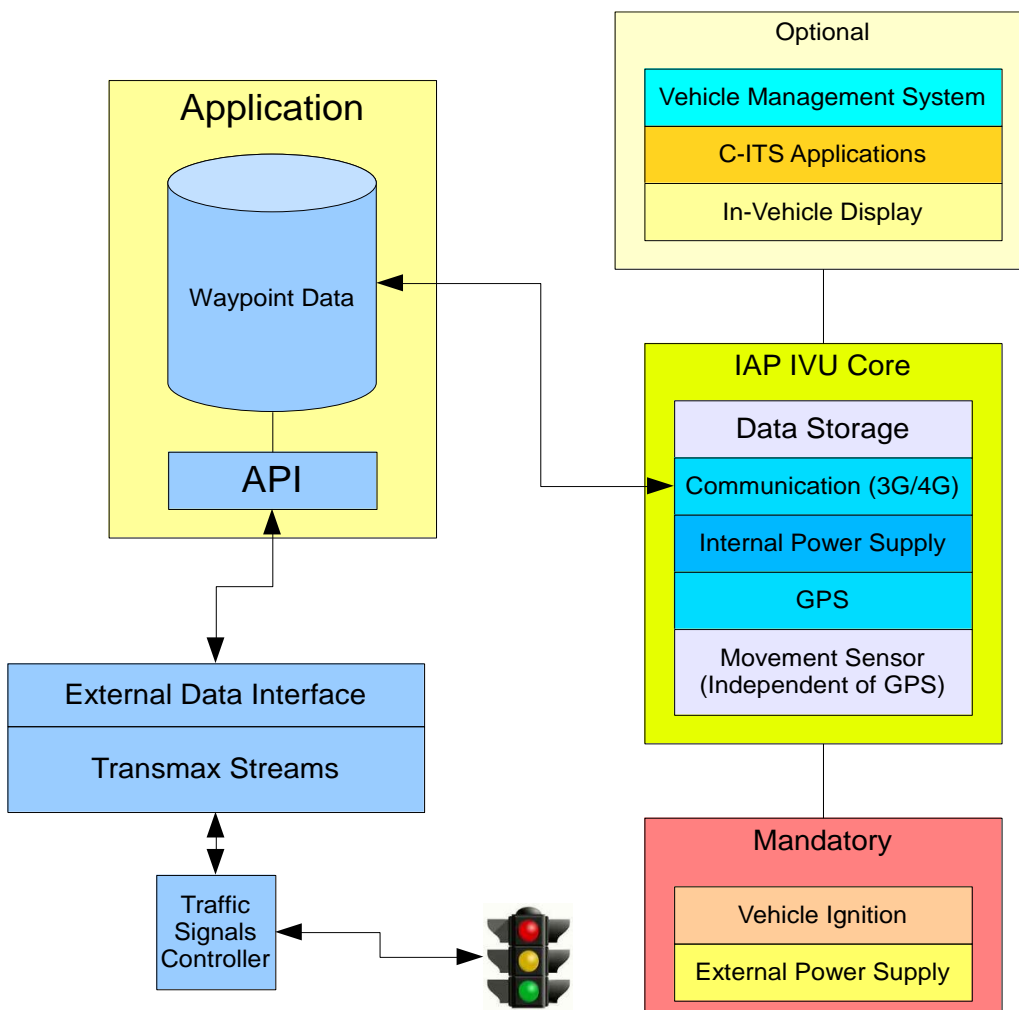 Optional
Vehicle Management System
C-ITS Applications
In-Vehicle Display
Application
Waypoint Data
API
IAP IVU Core
Data Storage
Communication (3G/4G)
Internal Power Supply
GPS
Movement Sensor
(Independent of GPS)
External Data Interface
Transmax Streams
Traffic
Signals
Controller
Mandatory
Vehicle Ignition
External Power Supply